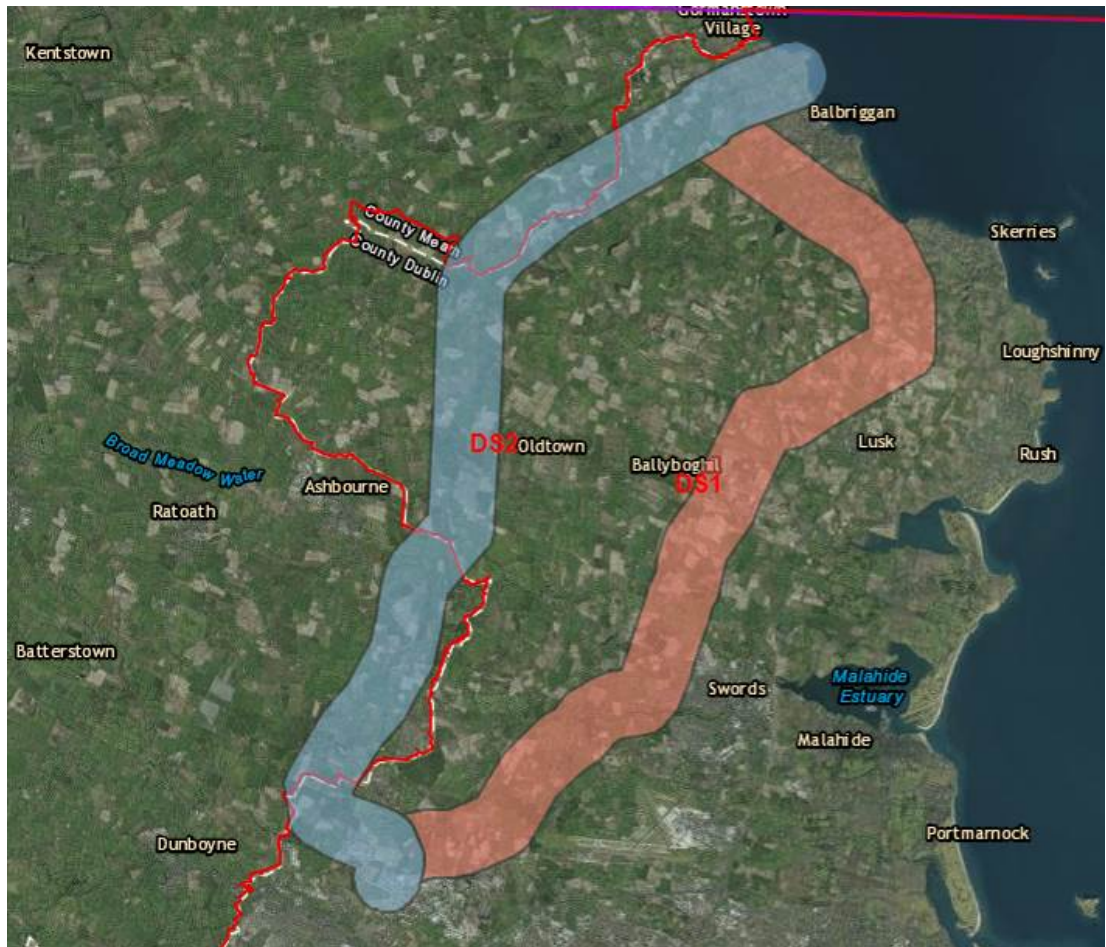 Village
Kentstown
Balbriggan
County Meath
County Dublin
Skerries
Loughshinny
DS2
Oldtown
Lusk
Rush
Ballyboghil
DS1
Broad Meadow Water
Ashbourne
Ratoath
Batterstown
Swords
Malahide
Estuary
Malahide
Dunboyne
Portmarnock